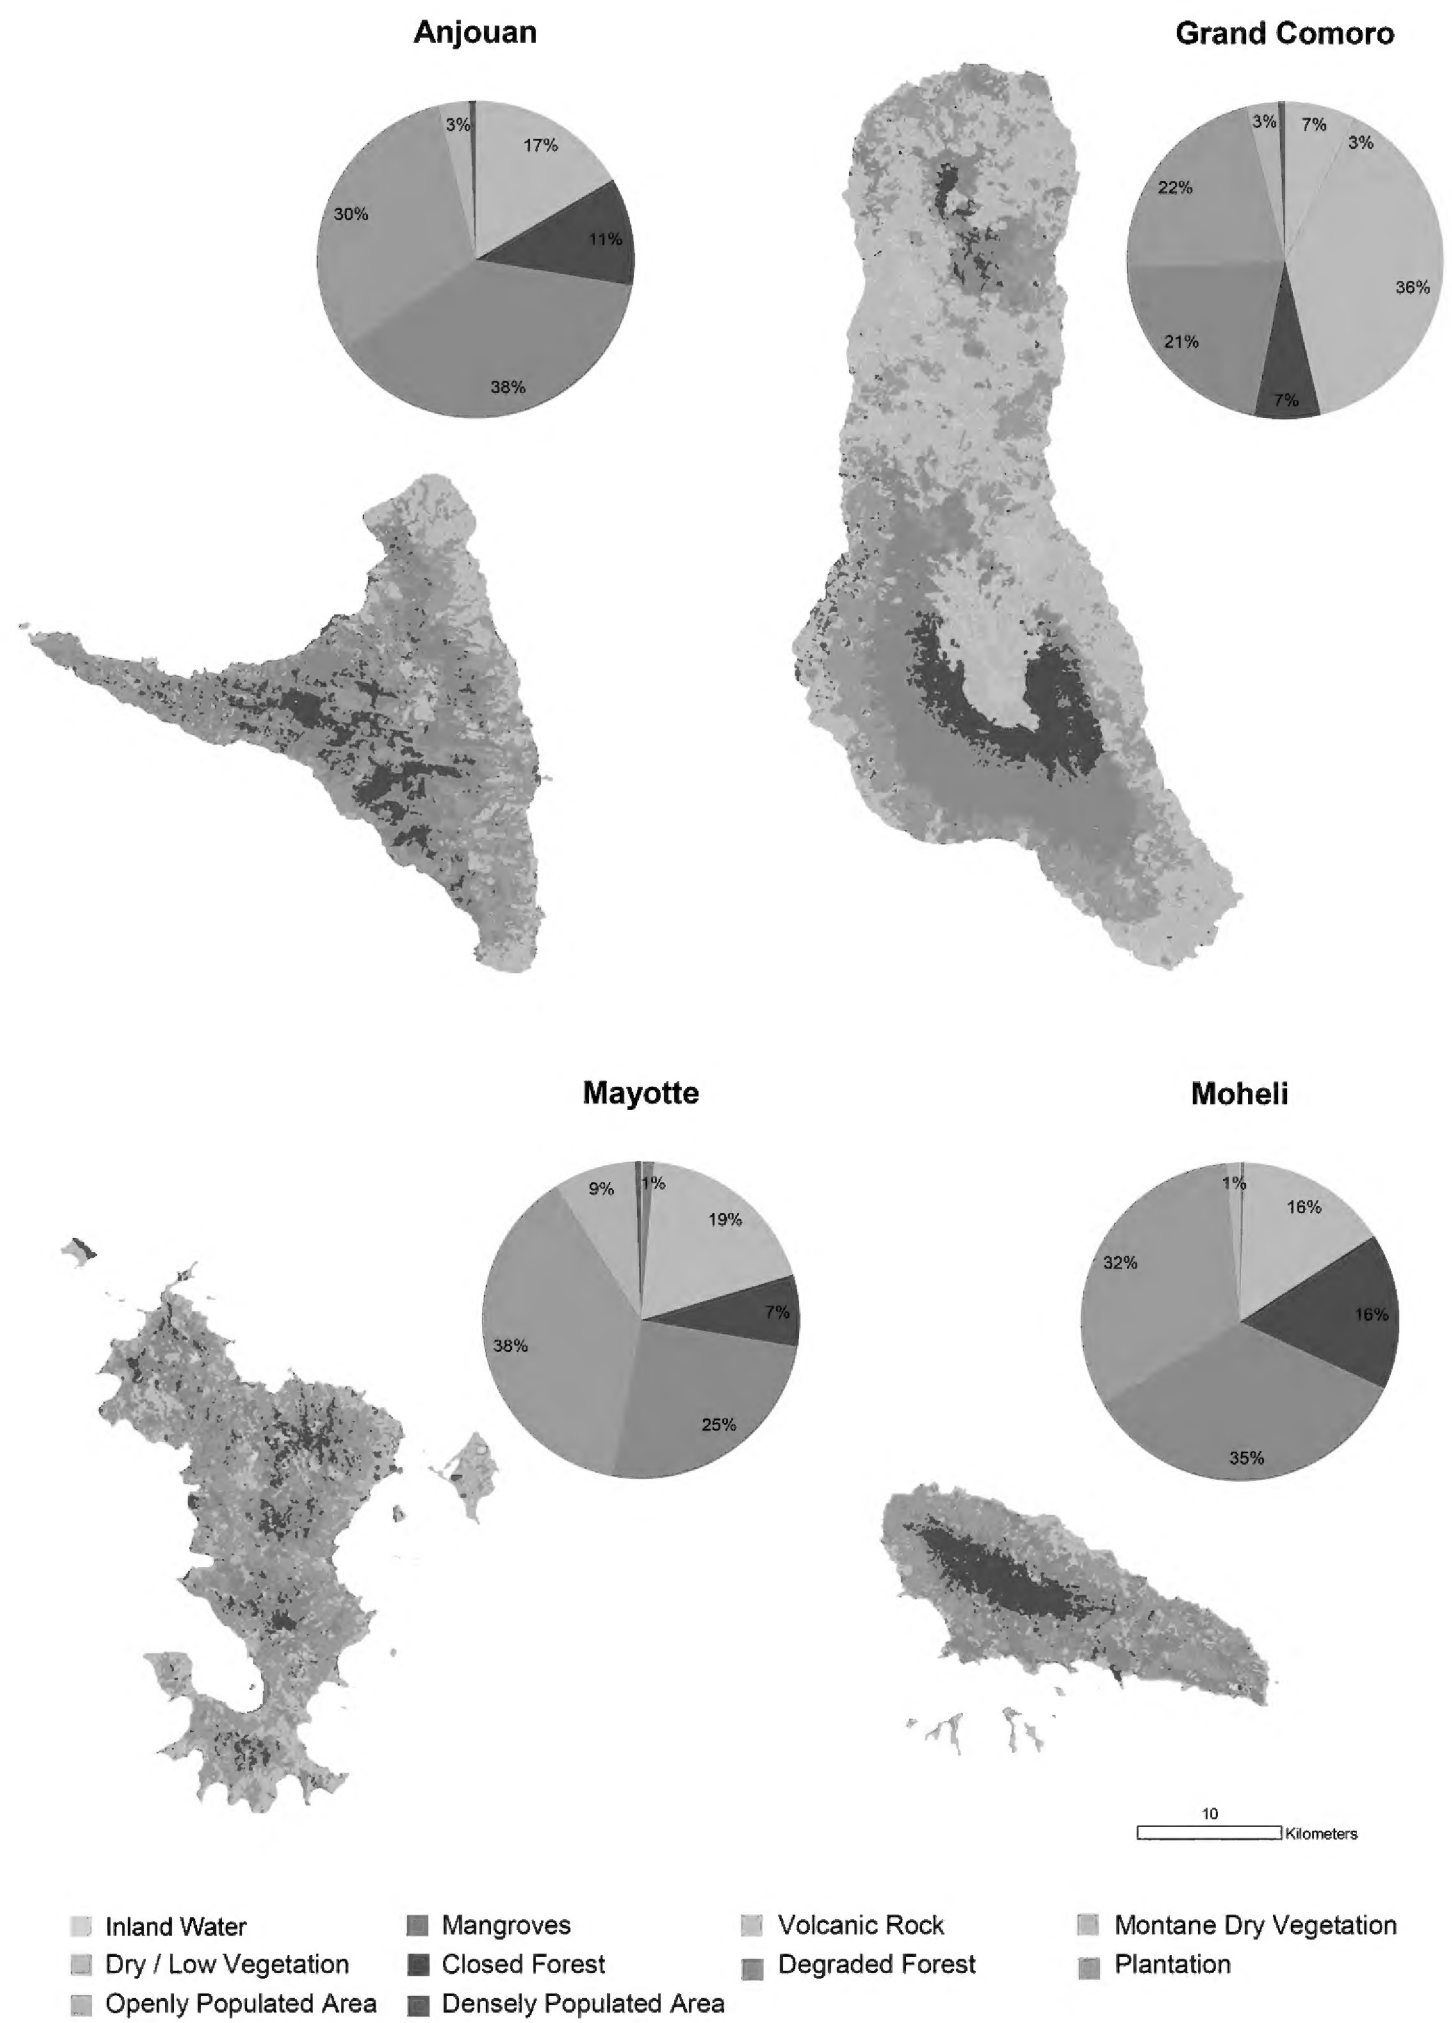 Anjouan
Grand Comoro
3%
17%
30%
11%
38%
3%
7%
3%
22%
36%
21%
7%
Mayotte
Moheli
9%
1%
19%
7%
38%
25%
1%
16%
32%
16%
35%
10
Kilometers
Inland Water
Mangroves
Volcanic Rock
Montane Dry Vegetation
Dry / Low Vegetation
Closed Forest
Degraded Forest
Plantation
Openly Populated Area
Densely Populated Area